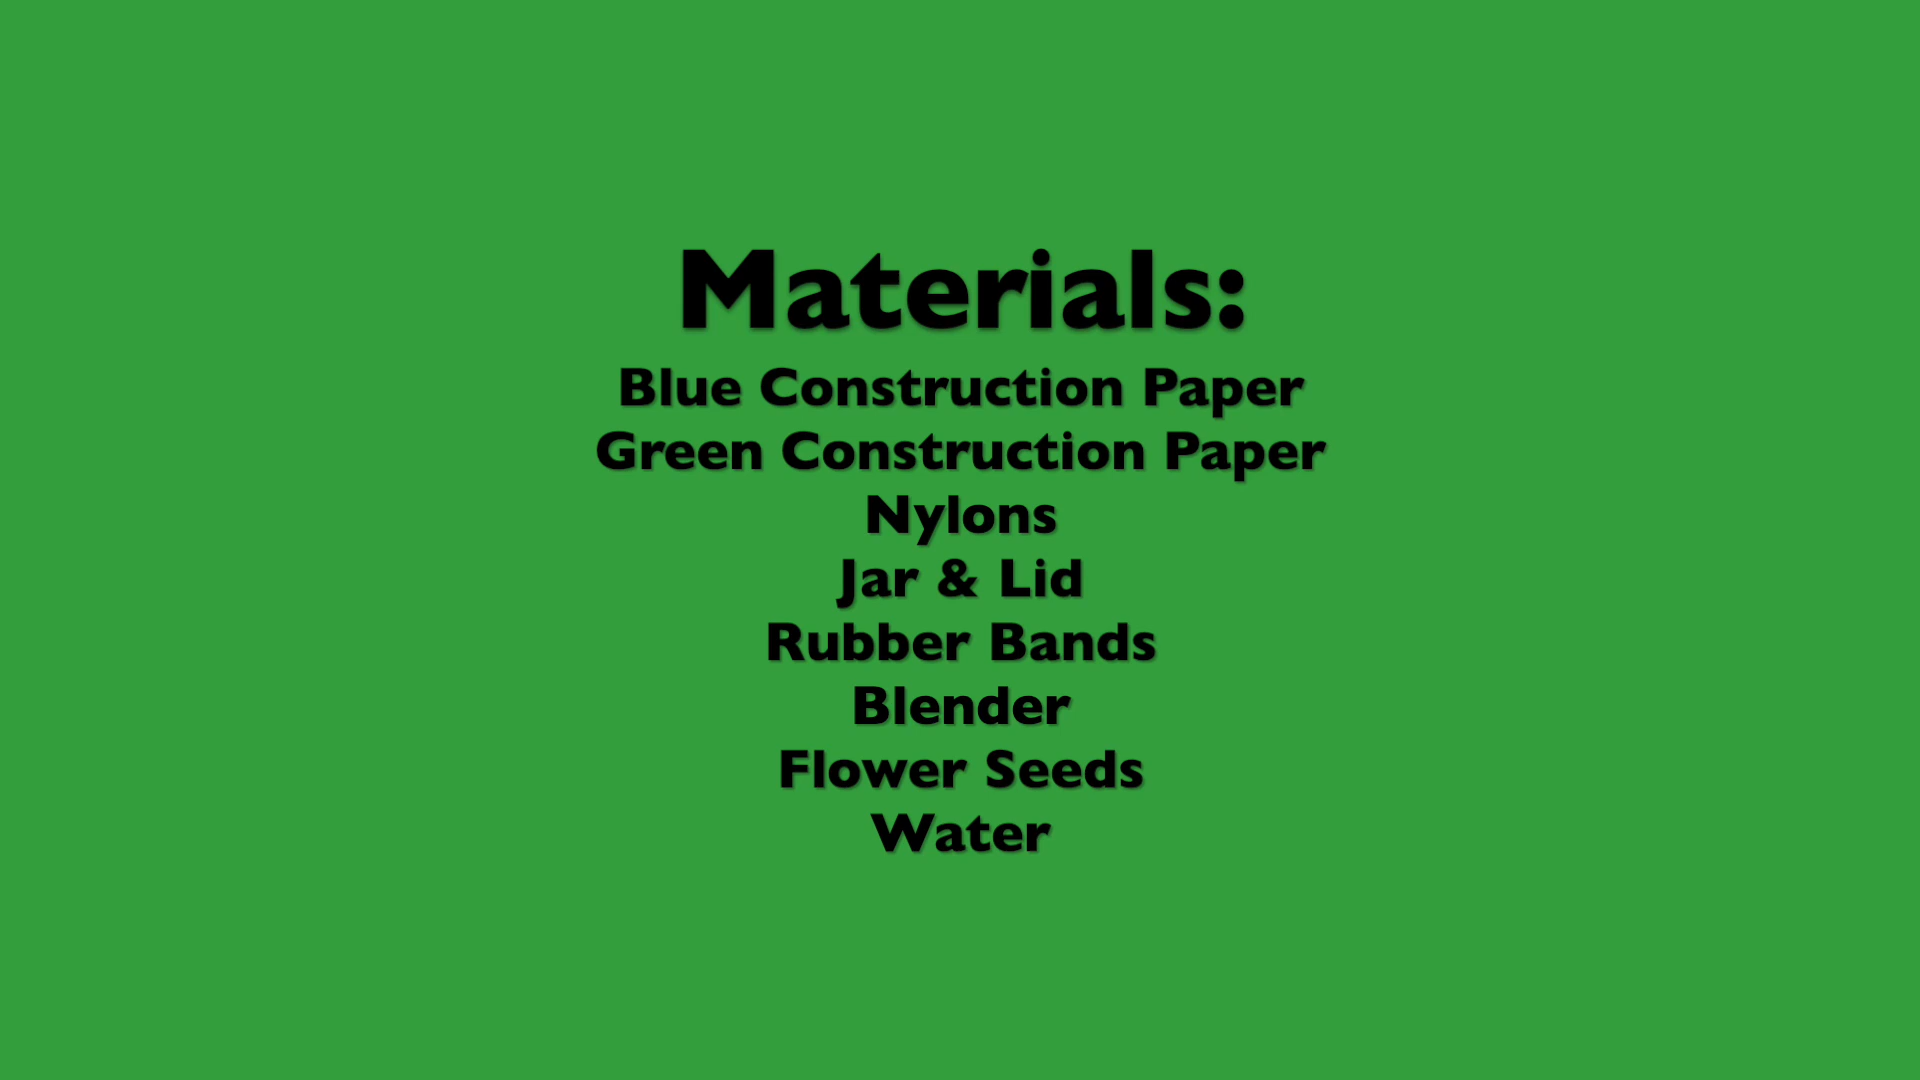 Materials:
Blue Construction Paper
Green Construction Paper
Nylons
Jar & Lid
Rubber Bands
Blender
Flower Seeds
Water